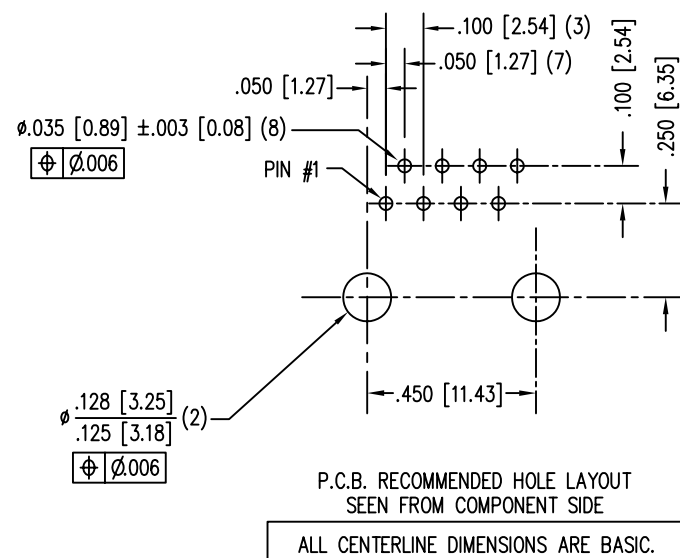 .100 [2.54] (3)
.050 [1.27] (7)
.050 [1.27]
.100 [2.54]
.250 [6.35]
⌀.035 [0.89] ±.003 [0.08] (8)
⌖ ⌀.006
PIN #1
⌀ .128 [3.25]
.125 [3.18] (2)
⌖ ⌀.006
.450 [11.43]
P.C.B. RECOMMENDED HOLE LAYOUT
SEEN FROM COMPONENT SIDE
ALL CENTERLINE DIMENSIONS ARE BASIC.